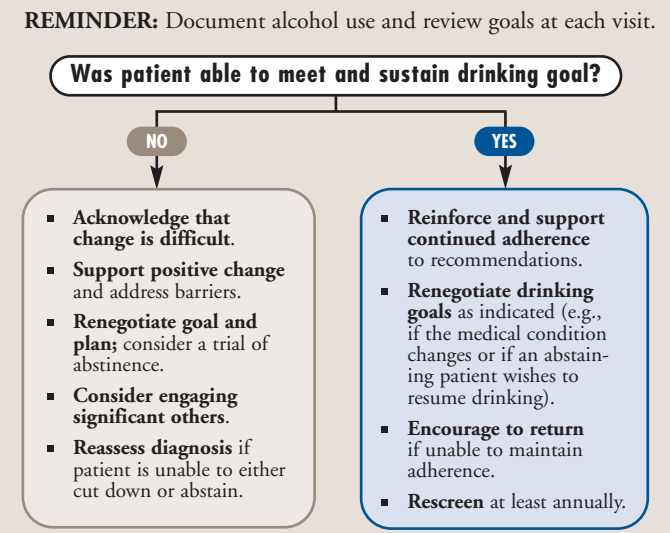 REMINDER: Document alcohol use and review goals at each visit.
Was patient able to meet and sustain drinking goal?
NO
YES
▪ Acknowledge that
change is difficult.
▪ Support positive change
and address barriers.
▪ Renegotiate goal and
plan; consider a trial of
abstinence.
▪ Consider engaging
significant others.
▪ Reassess diagnosis if
patient is unable to either
cut down or abstain.
▪ Reinforce and support
continued adherence
to recommendations.
▪ Renegotiate drinking
goals as indicated (e.g.,
if the medical condition
changes or if an abstain-
ing patient wishes to
resume drinking).
▪ Encourage to return
if unable to maintain
adherence.
▪ Rescreen at least annually.